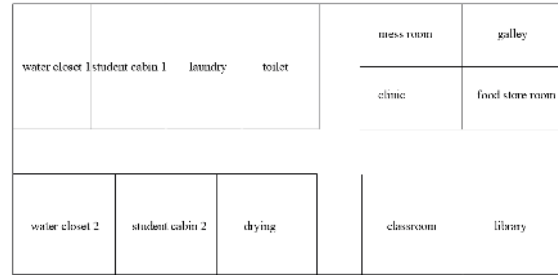 mess room galley
water closet 1 student cabin 1 laundry toilet
clinic food store room
water closet 2 student cabin 2 drying classroom library